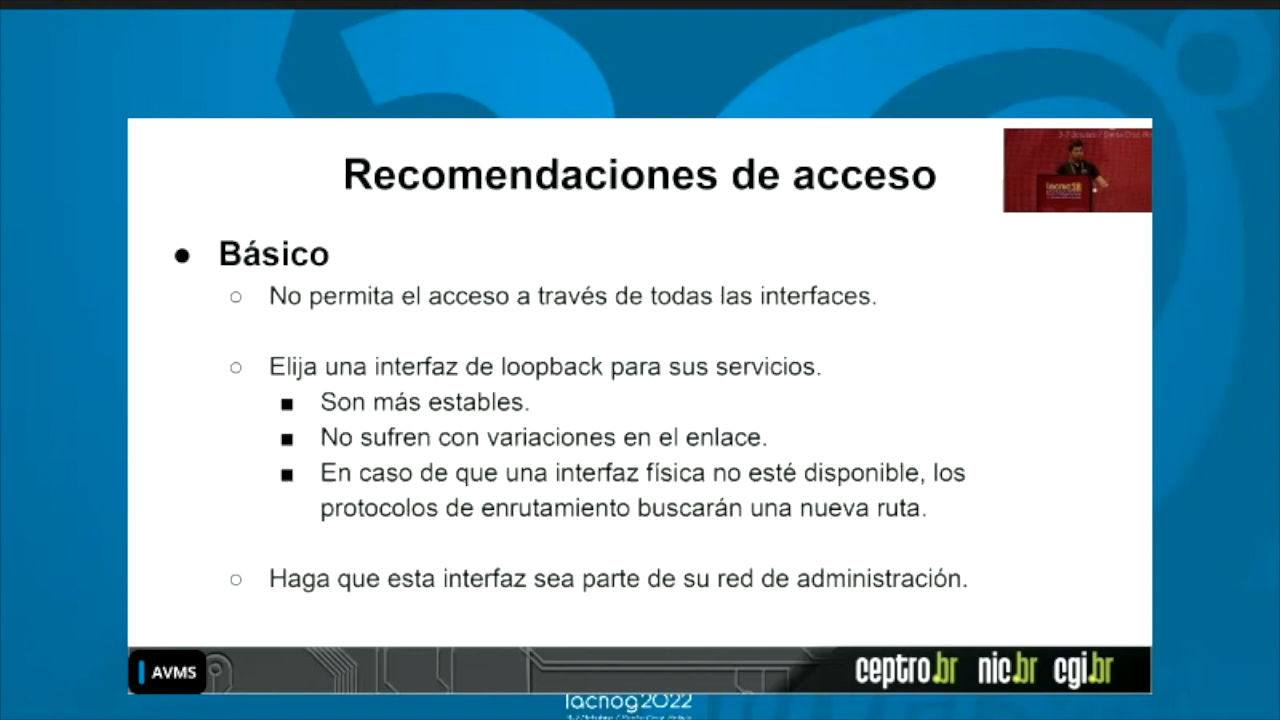 Recomendaciones de acceso
● Básico
○ No permita el acceso a través de todas las interfaces.
○ Elija una interfaz de loopback para sus servicios.
■ Son más estables.
■ No sufren con variaciones en el enlace.
■ En caso de que una interfaz física no esté disponible, los
protocolos de enrutamiento buscarán una nueva ruta.
○ Haga que esta interfaz sea parte de su red de administración.
AVMS
ceptro.br nic.br cgi.br
lacnog2022